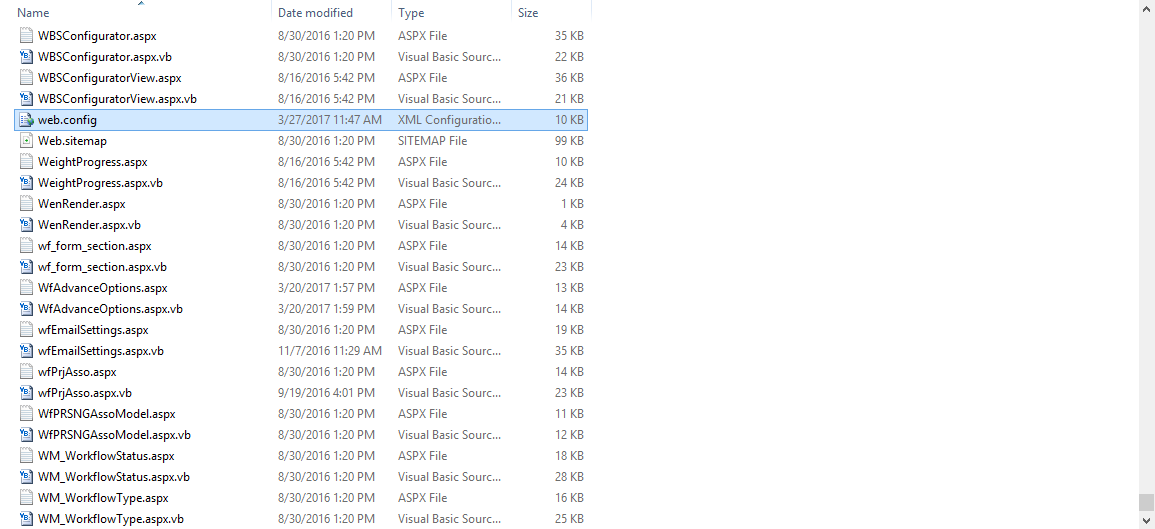 Name Date modified Type Size
WBSConfigurator.aspx 8/30/2016 1:20 PM ASPX File 35 KB
WBSConfigurator.aspx.vb 8/30/2016 1:20 PM Visual Basic Sourc... 22 KB
WBSConfiguratorView.aspx 8/16/2016 5:42 PM ASPX File 36 KB
WBSConfiguratorView.aspx.vb 8/16/2016 5:42 PM Visual Basic Sourc... 21 KB
web.config 3/27/2017 11:47 AM XML Configuratio... 10 KB
Web.sitemap 8/30/2016 1:20 PM SITEMAP File 99 KB
WeightProgress.aspx 8/16/2016 5:42 PM ASPX File 10 KB
WeightProgress.aspx.vb 8/16/2016 5:42 PM Visual Basic Sourc... 24 KB
WenRender.aspx 8/30/2016 1:20 PM ASPX File 1 KB
WenRender.aspx.vb 8/30/2016 1:20 PM Visual Basic Sourc... 4 KB
wf_form_section.aspx 8/30/2016 1:20 PM ASPX File 14 KB
wf_form_section.aspx.vb 8/30/2016 1:20 PM Visual Basic Sourc... 23 KB
WfAdvanceOptions.aspx 3/20/2017 1:57 PM ASPX File 13 KB
WfAdvanceOptions.aspx.vb 3/20/2017 1:59 PM Visual Basic Sourc... 14 KB
wfEmailSettings.aspx 8/30/2016 1:20 PM ASPX File 19 KB
wfEmailSettings.aspx.vb 11/7/2016 11:29 AM Visual Basic Sourc... 35 KB
wfPrjAsso.aspx 8/30/2016 1:20 PM ASPX File 14 KB
wfPrjAsso.aspx.vb 9/19/2016 4:01 PM Visual Basic Sourc... 23 KB
WfPRSNGAssoModel.aspx 8/30/2016 1:20 PM ASPX File 11 KB
WfPRSNGAssoModel.aspx.vb 8/30/2016 1:20 PM Visual Basic Sourc... 12 KB
WM_WorkflowStatus.aspx 8/30/2016 1:20 PM ASPX File 18 KB
WM_WorkflowStatus.aspx.vb 8/30/2016 1:20 PM Visual Basic Sourc... 28 KB
WM_WorkflowType.aspx 8/30/2016 1:20 PM ASPX File 16 KB
WM_WorkflowType.aspx.vb 8/30/2016 1:20 PM Visual Basic Sourc... 25 KB